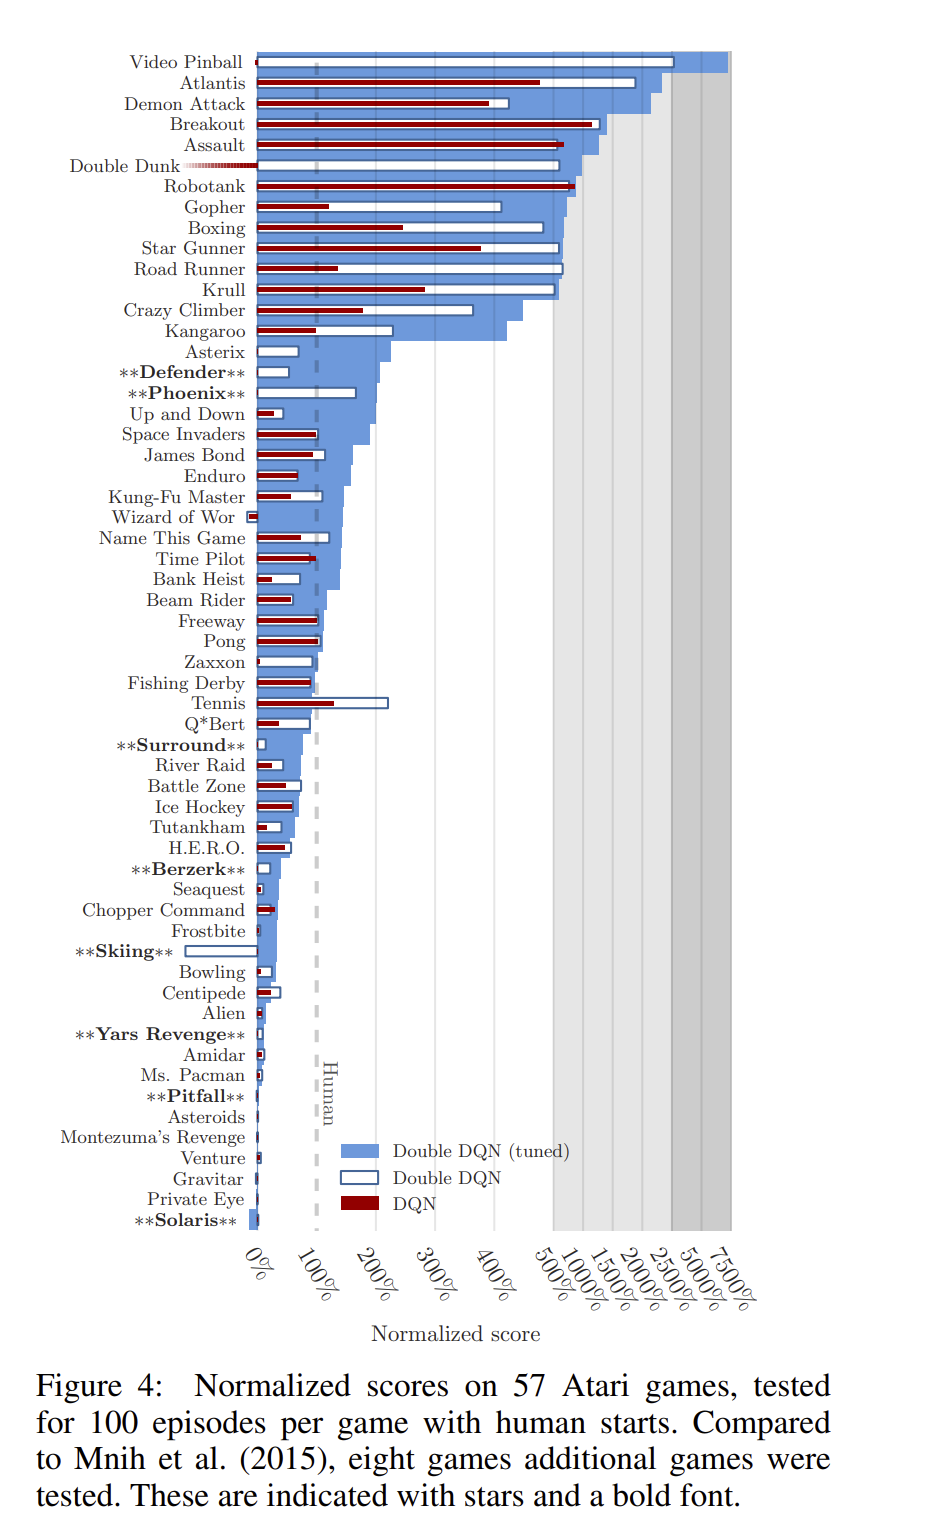 Video Pinball
Atlantis
Demon Attack
Breakout
Assault
Double Dunk
Robotank
Gopher
Boxing
Star Gunner
Road Runner
Krull
Crazy Climber
Kangaroo
Asterix
**Defender**
**Phoenix**
Up and Down
Space Invaders
James Bond
Enduro
Kung-Fu Master
Wizard of Wor
Name This Game
Time Pilot
Bank Heist
Beam Rider
Freeway
Pong
Zaxxon
Fishing Derby
Tennis
Q*Bert
**Surround**
River Raid
Battle Zone
Ice Hockey
Tutankham
H.E.R.O.
**Berzerk**
Seaquest
Chopper Command
Frostbite
**Skiing**
Bowling
Centipede
Alien
**Yars Revenge**
Amidar
Ms. Pacman
**Pitfall**
Asteroids
Montezuma's Revenge
Venture
Gravitar
Private Eye
**Solaris**
Human
Double DQN (tuned)
Double DQN
DQN
0%
100%
200%
300%
400%
500%
1000%
1500%
2000%
2500%
5000%
7500%
Normalized score
Figure 4: Normalized scores on 57 Atari games, tested
for 100 episodes per game with human starts. Compared
to Mnih et al. (2015), eight games additional games were
tested. These are indicated with stars and a bold font.